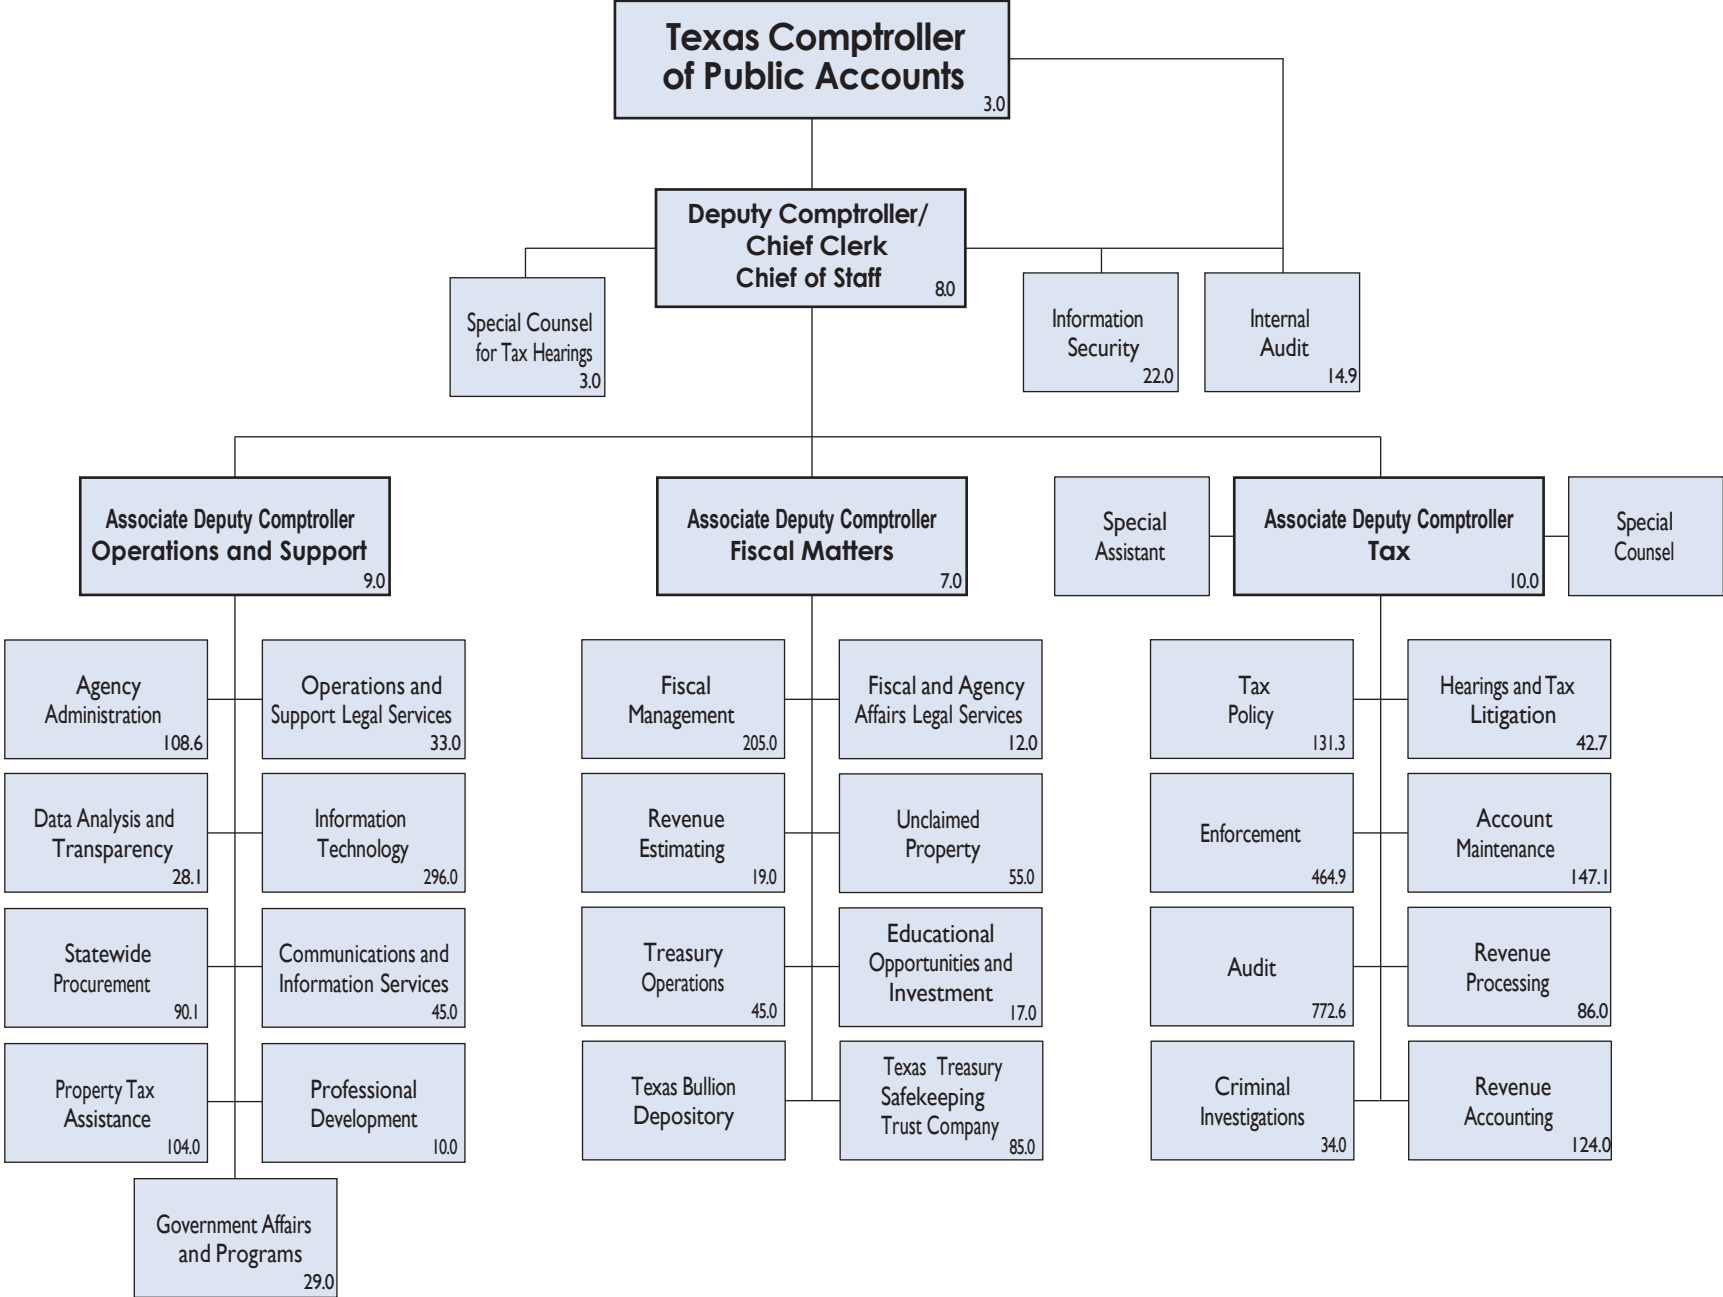 Texas Comptroller
of Public Accounts
3.0
Deputy Comptroller/
Chief Clerk
Chief of Staff
8.0
Special Counsel
for Tax Hearings
3.0
Information
Security
22.0
Internal
Audit
14.9
Associate Deputy Comptroller
Operations and Support
9.0
Associate Deputy Comptroller
Fiscal Matters
7.0
Special
Assistant
Associate Deputy Comptroller
Tax
10.0
Special
Counsel
Agency
Administration
108.6
Operations and
Support Legal Services
33.0
Data Analysis and
Transparency
28.1
Information
Technology
296.0
Statewide
Procurement
90.1
Communications and
Information Services
45.0
Property Tax
Assistance
104.0
Professional
Development
10.0
Government Affairs
and Programs
29.0
Fiscal
Management
205.0
Fiscal and Agency
Affairs Legal Services
12.0
Revenue
Estimating
19.0
Unclaimed
Property
55.0
Treasury
Operations
45.0
Educational
Opportunities and
Investment
17.0
Texas Bullion
Depository
Texas Treasury
Safekeeping
Trust Company
85.0
Tax
Policy
131.3
Hearings and Tax
Litigation
42.7
Enforcement
464.9
Account
Maintenance
147.1
Audit
772.6
Revenue
Processing
86.0
Criminal
Investigations
34.0
Revenue
Accounting
124.0